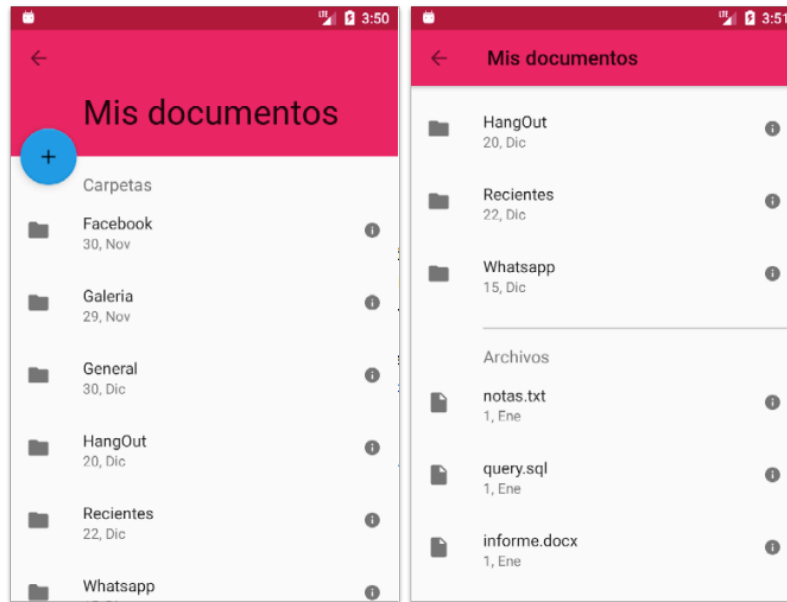 LTE 3:50
Mis documentos
+
Carpetas
Facebook
30, Nov
Galeria
29, Nov
General
30, Dic
HangOut
20, Dic
Recientes
22, Dic
Whatsapp
LTE 3:51
Mis documentos
HangOut
20, Dic
Recientes
22, Dic
Whatsapp
15, Dic
Archivos
notas.txt
1, Ene
query.sql
1, Ene
informe.docx
1, Ene